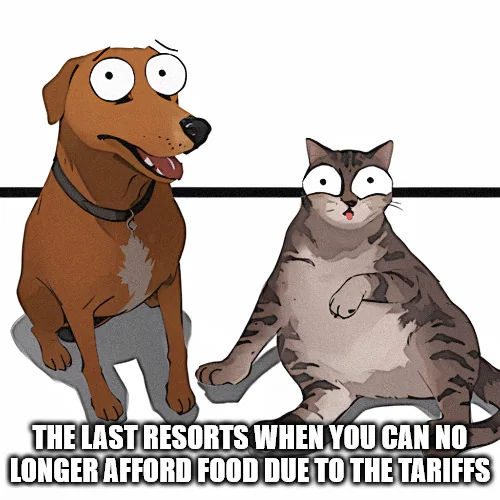 THE LAST RESORTS WHEN YOU CAN NO
LONGER AFFORD FOOD DUE TO THE TARIFFS